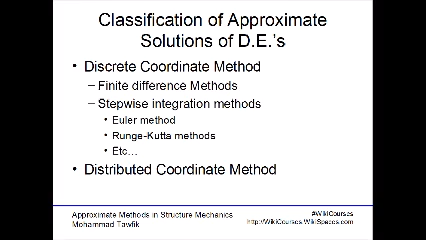 Classification of Approximate
Solutions of D.E.'s
• Discrete Coordinate Method
– Finite difference Methods
– Stepwise integration methods
• Euler method
• Runge-Kutta methods
• Etc…
• Distributed Coordinate Method
Approximate Methods in Structure Mechanics
Mohammad Tawfik
#WikiCourses
http://WikiCourses.WikiSpaces.com